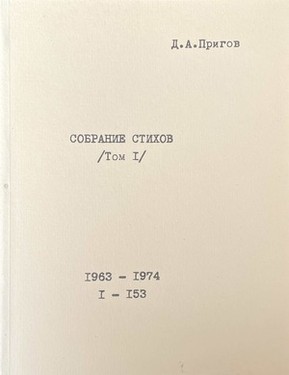 Д.А.Пригов
СОБРАНИЕ СТИХОВ
/Том I/
I963 - I974
I - I53